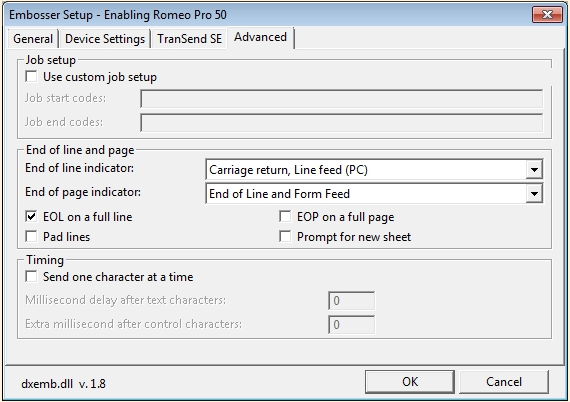 Embosser Setup - Enabling Romeo Pro 50
General Device Settings TranSend SE Advanced
Job setup
Use custom job setup
Job start codes:
Job end codes:
End of line and page
End of line indicator: Carriage return, Line feed (PC)
End of page indicator: End of Line and Form Feed
EOL on a full line EOP on a full page
Pad lines Prompt for new sheet
Timing
Send one character at a time
Millisecond delay after text characters: 0
Extra millisecond after control characters: 0
dxemb.dll v. 1.8 OK Cancel